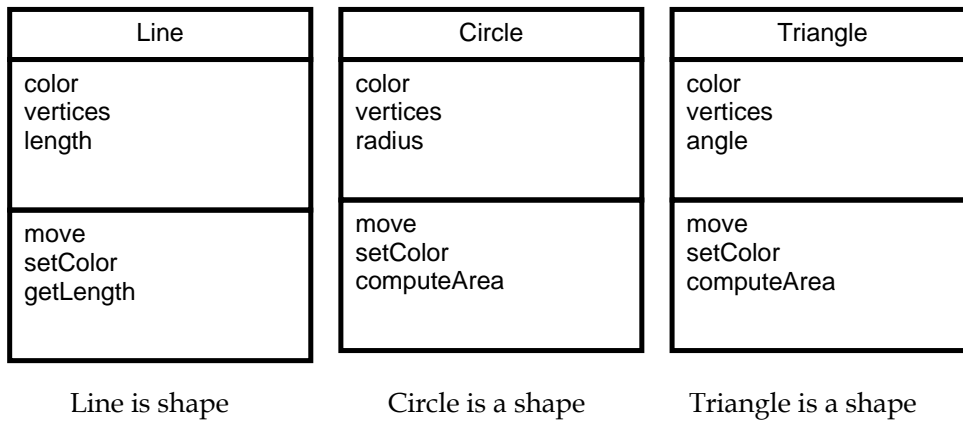 Line
color
vertices
length
move
setColor
getLength
Circle
color
vertices
radius
move
setColor
computeArea
Triangle
color
vertices
angle
move
setColor
computeArea
Line is shape
Circle is a shape
Triangle is a shape